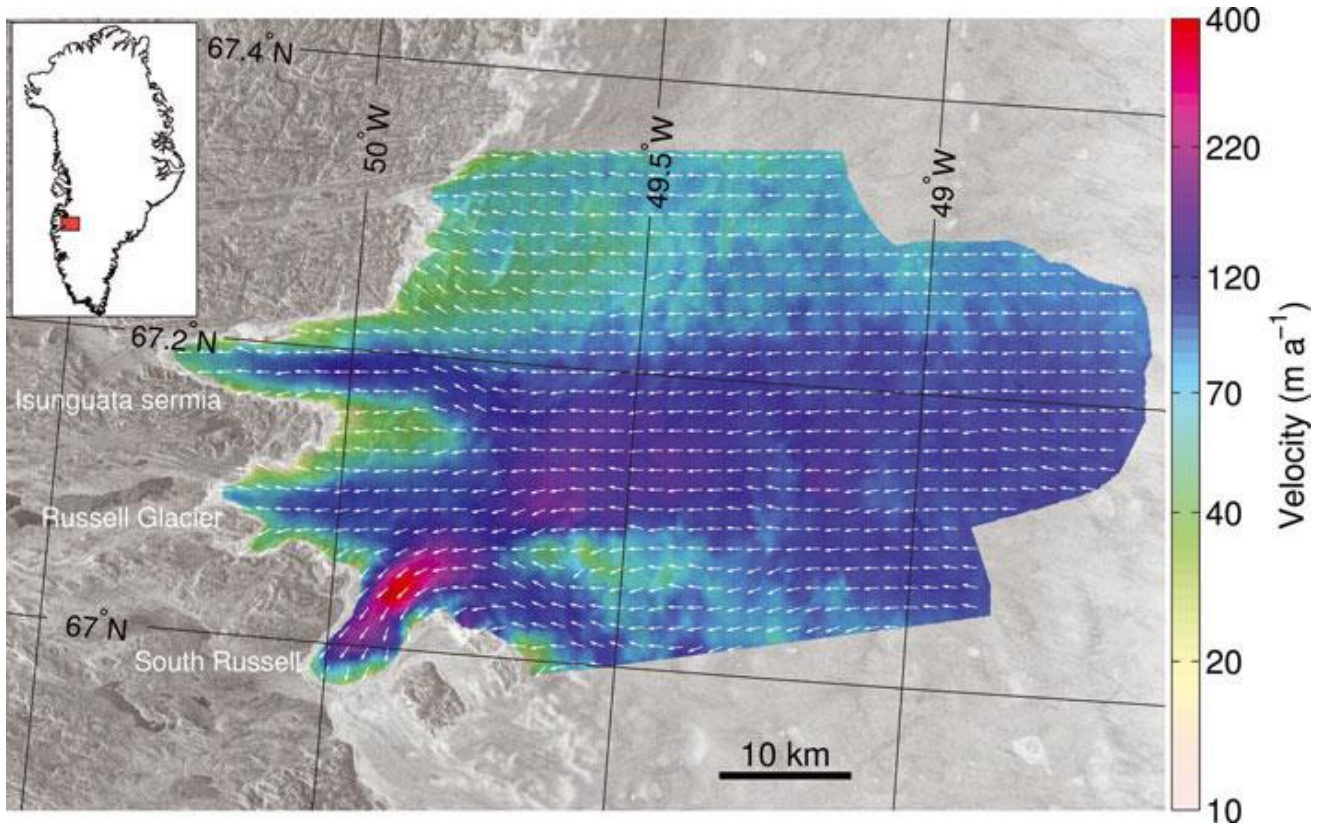 67.4°N
50°W
49.5°W
49°W
67.2°N
Isunguata sermia
Russell Glacier
67°N
South Russell
10 km
400
220
120
70
40
20
10
Velocity (m a⁻¹)